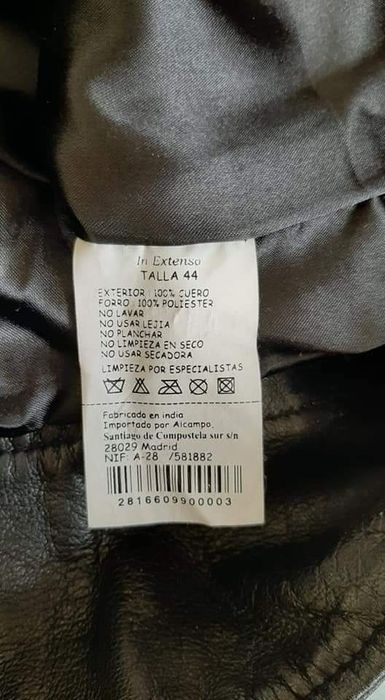 In Extenso
TALLA 44
EXTERIOR: 100% CUERO
FORRO: 100% POLIESTER
NO LAVAR
NO USAR LEJIA
NO PLANCHAR
NO LIMPIEZA EN SECO
NO USAR SECADORA
LIMPIEZA POR ESPECIALISTAS
Fabricado en india
Importado por Alcampo.
Santiago de Compostela sur s/n
28029 Madrid
NIF: A-28 /581882
2816609900003